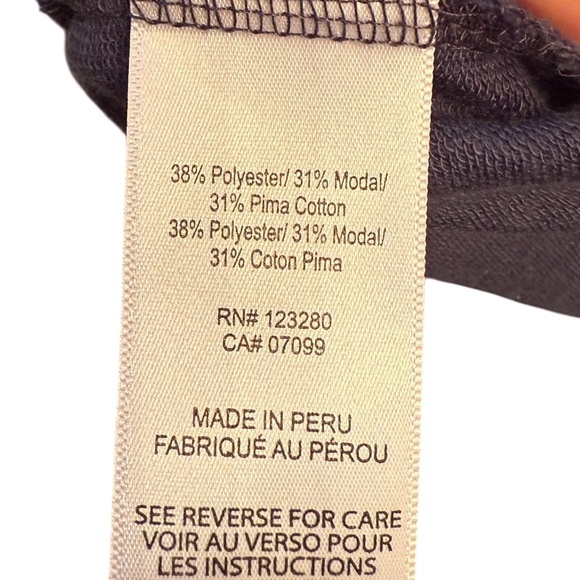 38% Polyester/ 31% Modal/
31% Pima Cotton
38% Polyester/ 31% Modal/
31% Coton Pima
RN# 123280
CA# 07099
MADE IN PERU
FABRIQUÉ AU PÉROU
SEE REVERSE FOR CARE
VOIR AU VERSO POUR
LES INSTRUCTIONS